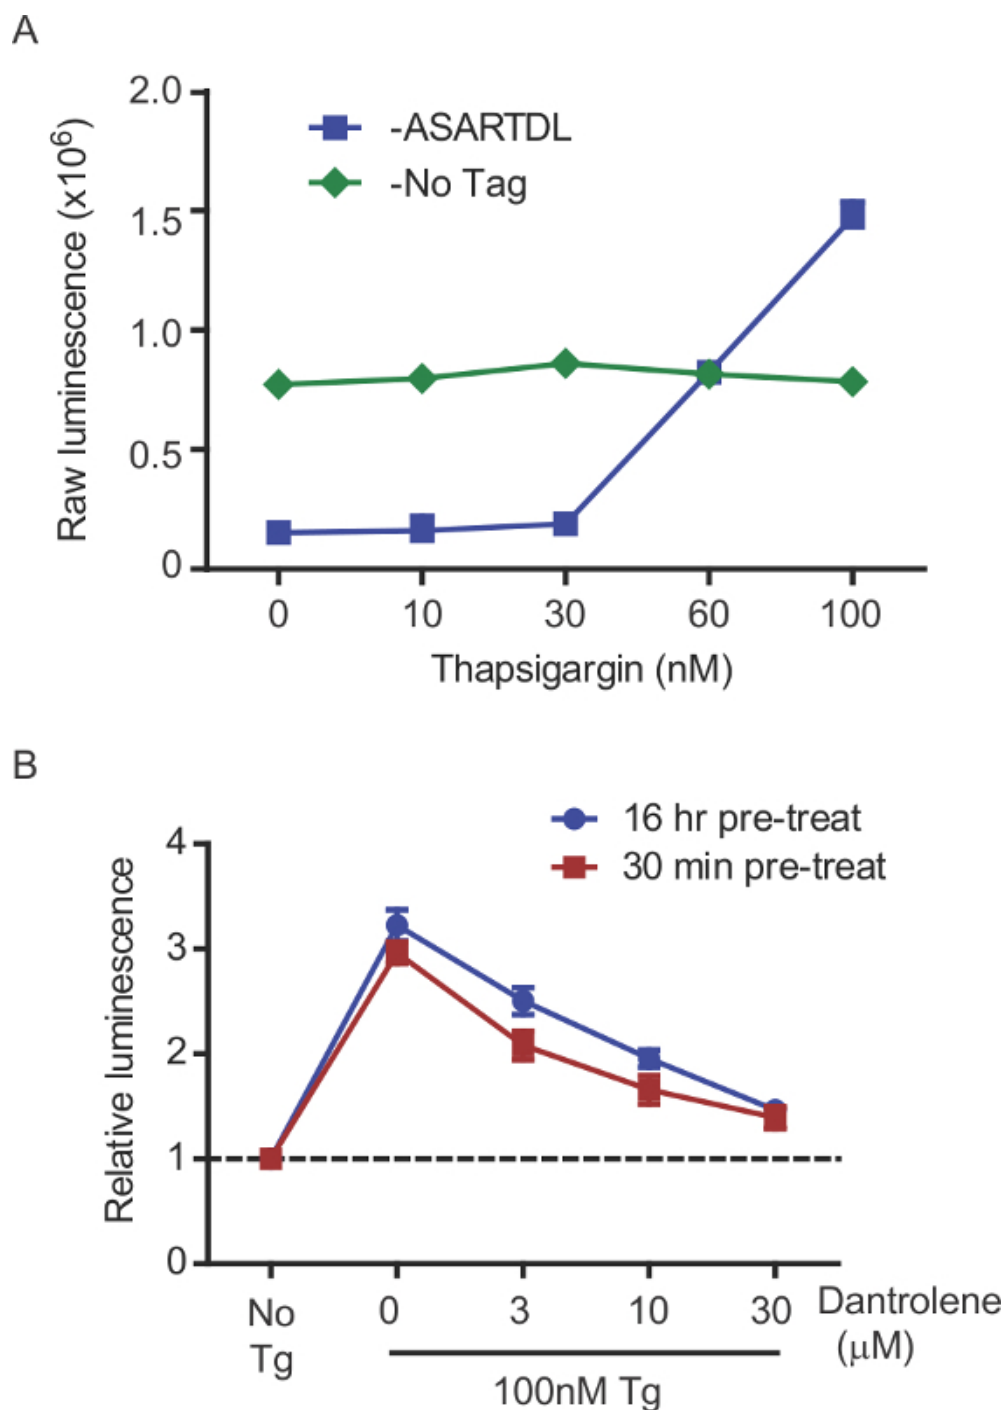 A
2.0
1.5
1.0
0.5
0
Raw luminescence (x10⁶)
-ASARTDL
-No Tag
0 10 30 60 100
Thapsigargin (nM)
B
16 hr pre-treat
30 min pre-treat
4
3
2
1
0
Relative luminescence
No
Tg
0 3 10 30 Dantrolene
(μM)
100nM Tg